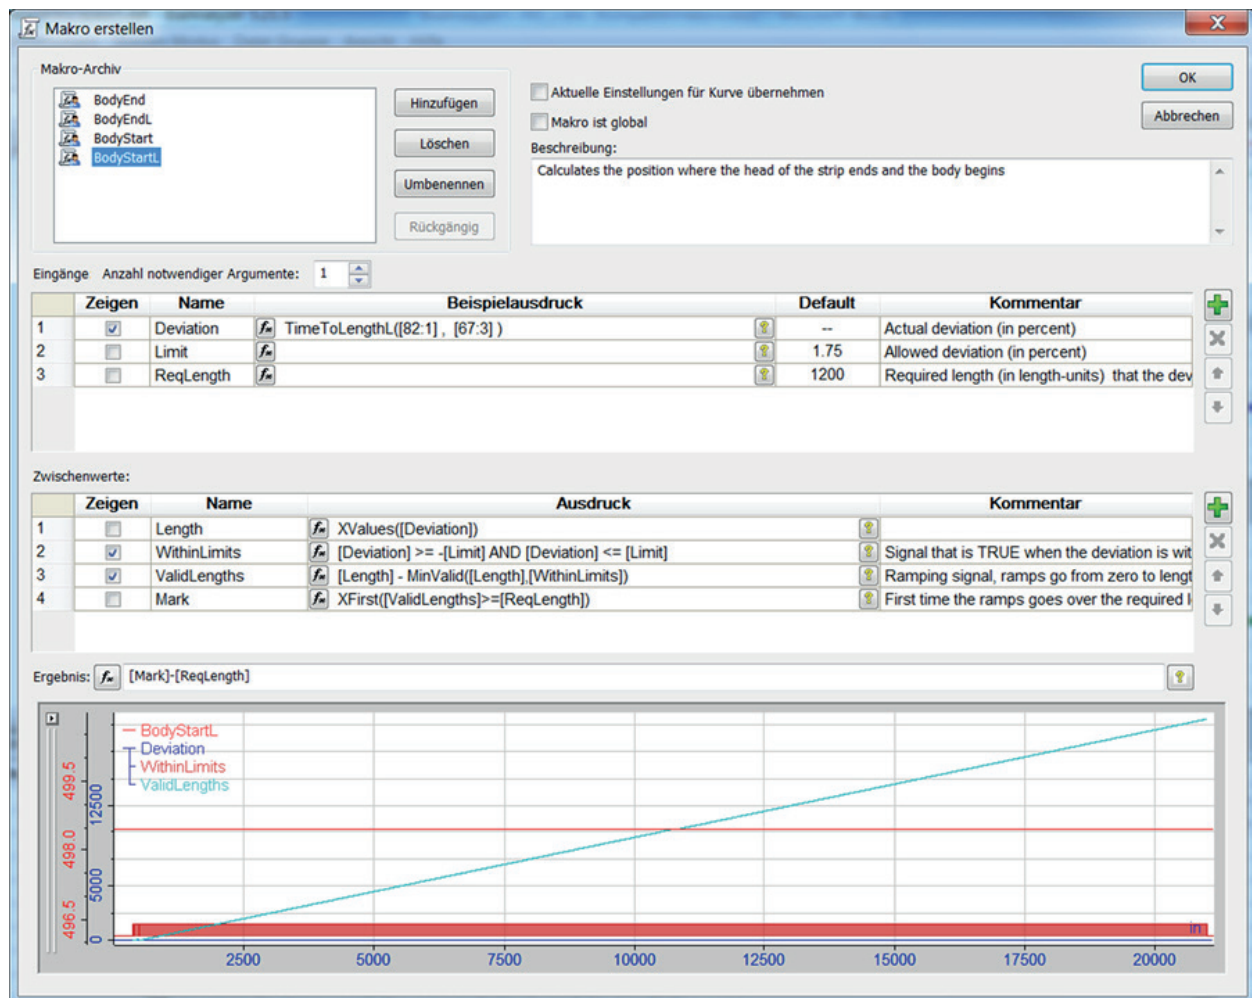 Makro erstellen
Makro-Archiv
BodyEnd
BodyEndL
BodyStart
BodyStartL
Hinzufügen
Löschen
Umbenennen
Rückgängig
Aktuelle Einstellungen für Kurve übernehmen
Makro ist global
Beschreibung:
Calculates the position where the head of the strip ends and the body begins
OK
Abbrechen
Eingänge Anzahl notwendiger Argumente: 1
Zeigen Name Beispielausdruck Default Kommentar
1 Deviation TimeToLengthL([82:1] , [67:3] ) -- Actual deviation (in percent)
2 Limit 1.75 Allowed deviation (in percent)
3 ReqLength 1200 Required length (in length-units) that the dev
Zwischenwerte:
Zeigen Name Ausdruck Kommentar
1 Length XValues([Deviation])
2 WithinLimits [Deviation] >= -[Limit] AND [Deviation] <= [Limit] Signal that is TRUE when the deviation is wit
3 ValidLengths [Length] - MinValid([Length],[WithinLimits]) Ramping signal, ramps go from zero to lengt
4 Mark XFirst([ValidLengths]>=[ReqLength]) First time the ramps goes over the required l
Ergebnis: [Mark]-[ReqLength]
BodyStartL
Deviation
WithinLimits
ValidLengths
499.5
498.0
496.5
12500
5000
0
in
2500 5000 7500 10000 12500 15000 17500 20000